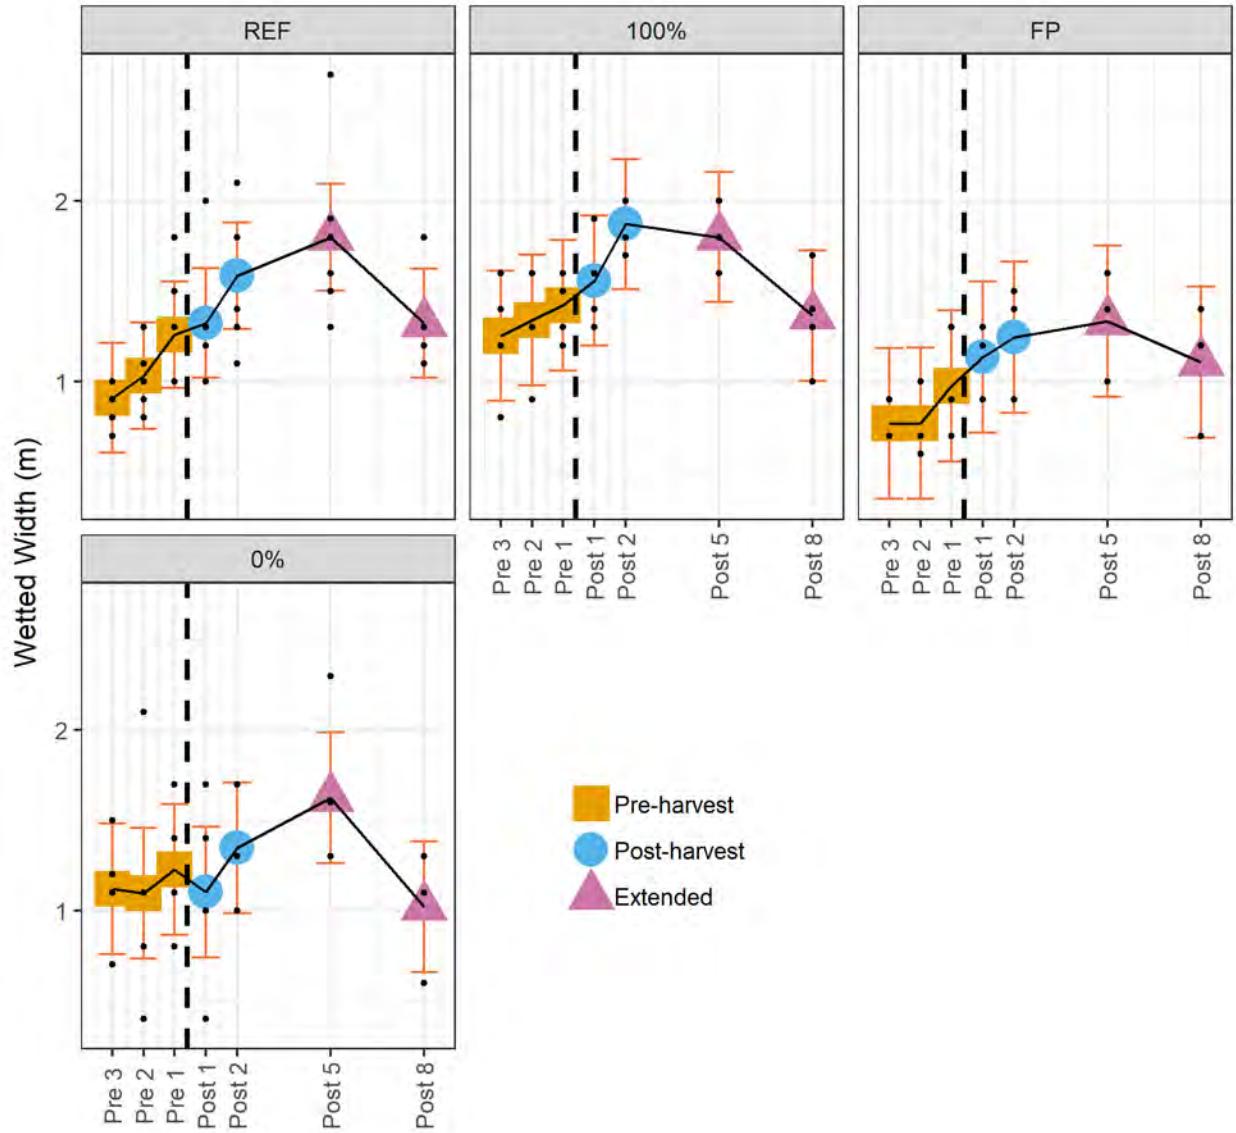 REF
100%
FP
2
1
Pre 3
Pre 2
Pre 1
Post 1
Post 2
Post 5
Post 8
Pre 3
Pre 2
Pre 1
Post 1
Post 2
Post 5
Post 8
Wetted Width (m)
0%
2
1
Pre-harvest
Post-harvest
Extended
Pre 3
Pre 2
Pre 1
Post 1
Post 2
Post 5
Post 8